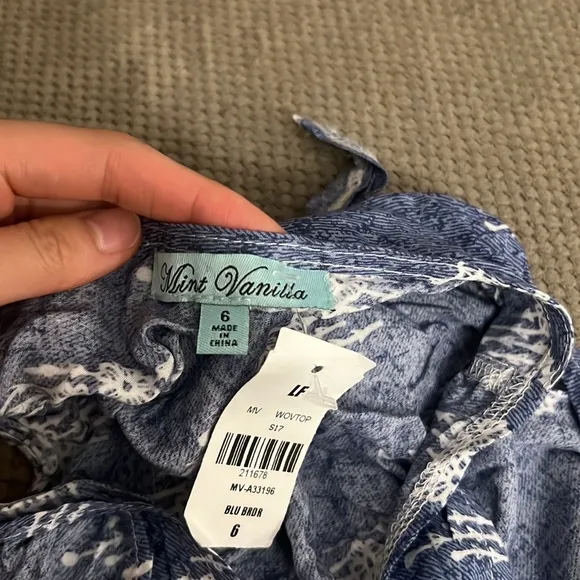 Mint Vanilla
6
MADE
IN
CHINA
LF
MV WOVTOP
S17
211678
MV-A33196
BLU BRDR
6